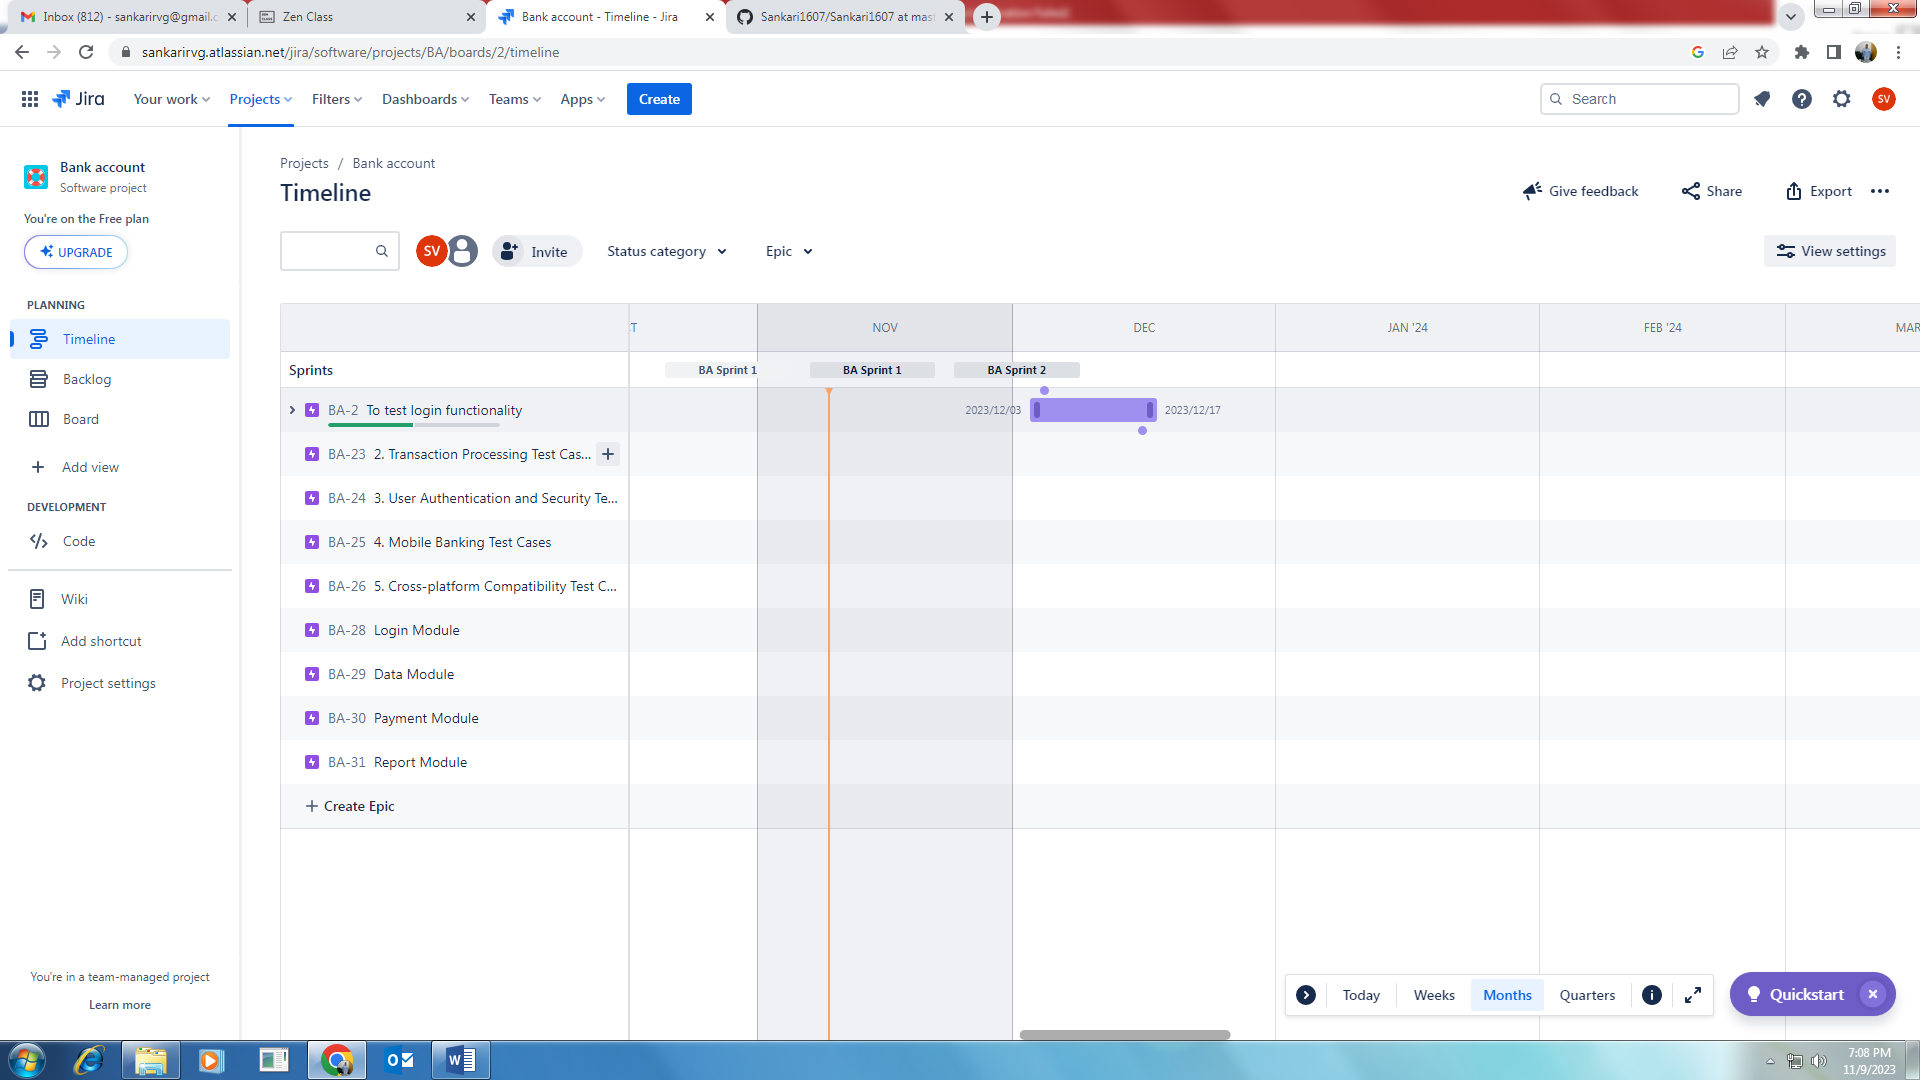 Inbox (812) - sankarirvg@gmail.c
Zen Class
Bank account - Timeline - Jira
Sankari1607/Sankari1607 at mas
sankarirvg.atlassian.net/jira/software/projects/BA/boards/2/timeline
Jira
Your work
Projects
Filters
Dashboards
Teams
Apps
Create
Search
SV
Bank account
Software project
You're on the Free plan
UPGRADE
PLANNING
Timeline
Backlog
Board
Add view
DEVELOPMENT
Code
Wiki
Add shortcut
Project settings
You're in a team-managed project
Learn more
Projects / Bank account
Timeline
Give feedback
Share
Export
SV
Invite
Status category
Epic
View settings
T
NOV
DEC
JAN '24
FEB '24
MAR
Sprints
BA Sprint 1
BA Sprint 1
BA Sprint 2
BA-2 To test login functionality
2023/12/03
2023/12/17
BA-23 2. Transaction Processing Test Cas...
BA-24 3. User Authentication and Security Te...
BA-25 4. Mobile Banking Test Cases
BA-26 5. Cross-platform Compatibility Test C...
BA-28 Login Module
BA-29 Data Module
BA-30 Payment Module
BA-31 Report Module
+ Create Epic
Today
Weeks
Months
Quarters
Quickstart
7:08 PM
11/9/2023